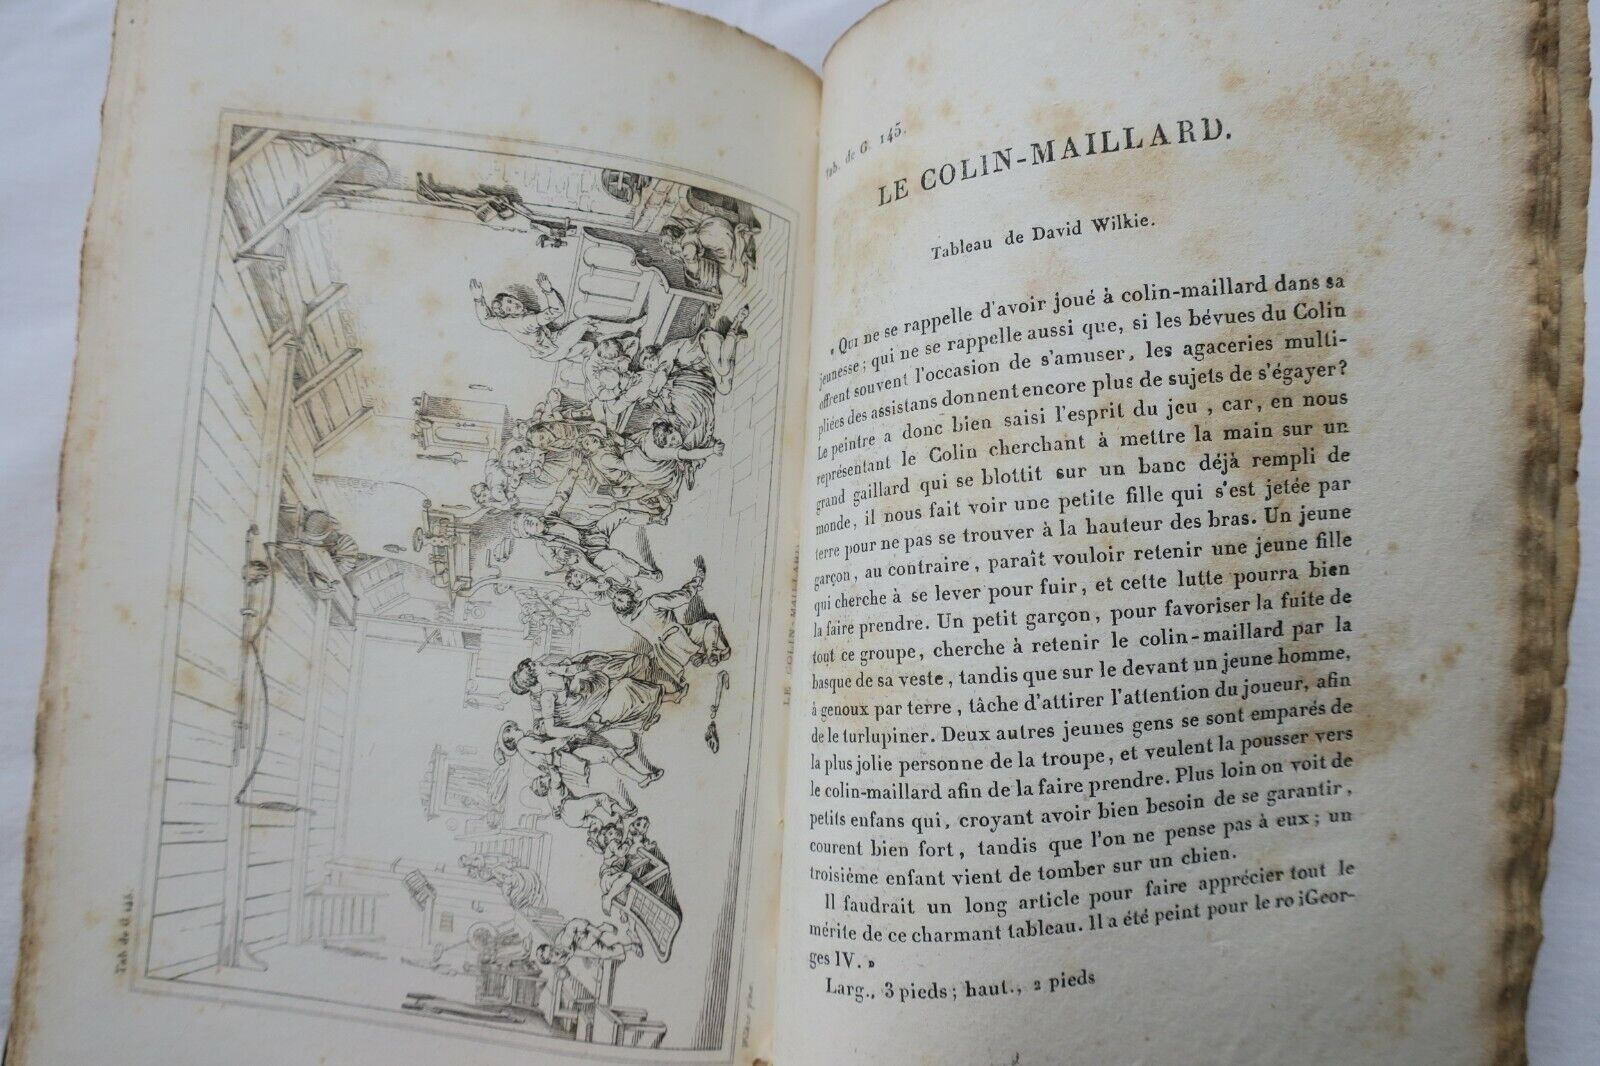 Tab. de G. 145.
LE COLIN-MAILLARD.
Wilkie pinx.
Tab. de G. 145.
LE COLIN-MAILLARD.
Tableau de David Wilkie.
« Qui ne se rappelle d'avoir joué à colin-maillard dans sa
jeunesse; qui ne se rappelle aussi que, si les bévues du Colin
offrent souvent l'occasion de s'amuser, les agaceries multi-
pliées des assistans donnent encore plus de sujets de s'égayer?
Le peintre a donc bien saisi l'esprit du jeu, car, en nous
représentant le Colin cherchant à mettre la main sur un
grand gaillard qui se blottit sur un banc déjà rempli de
monde, il nous fait voir une petite fille qui s'est jetée par
terre pour ne pas se trouver à la hauteur des bras. Un jeune
garçon, au contraire, paraît vouloir retenir une jeune fille
qui cherche à se lever pour fuir, et cette lutte pourra bien
la faire prendre. Un petit garçon, pour favoriser la fuite de
tout ce groupe, cherche à retenir le colin-maillard par la
basque de sa veste, tandis que sur le devant un jeune homme,
à genoux par terre, tâche d'attirer l'attention du joueur, afin
de le turlupiner. Deux autres jeunes gens se sont emparés de
la plus jolie personne de la troupe, et veulent la pousser vers
le colin-maillard afin de la faire prendre. Plus loin on voit de
petits enfans qui, croyant avoir bien besoin de se garantir,
courent bien fort, tandis que l'on ne pense pas à eux; un
troisième enfant vient de tomber sur un chien.
Il faudrait un long article pour faire apprécier tout le
mérite de ce charmant tableau. Il a été peint pour le ro iGeor-
ges IV. »
Larg., 3 pieds; haut., 2 pieds